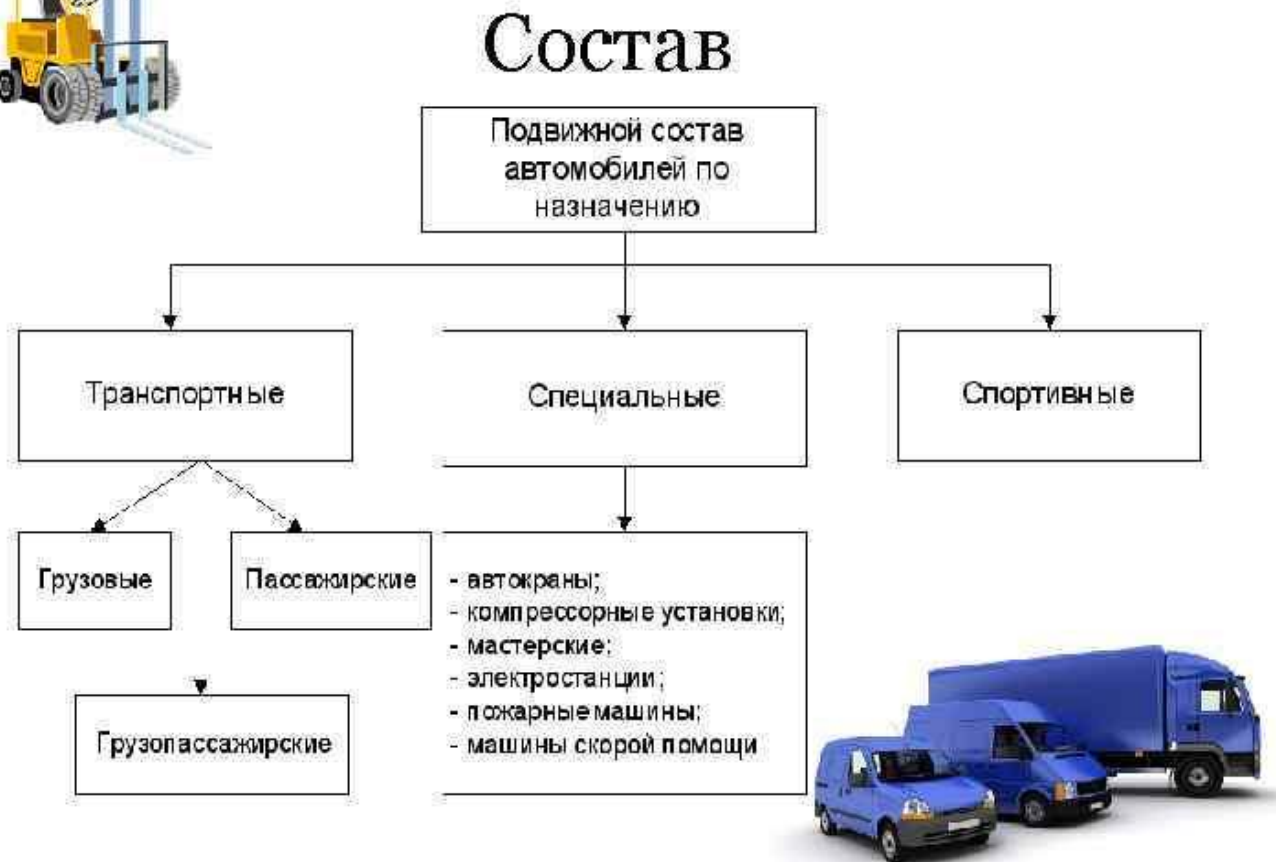 Состав
Подвижной состав
автомобилей по
назначению
Транспортные
Специальные
Спортивные
Грузовые
Пассажирские
Грузопассажирские
- автокраны;
- компрессорные установки;
- мастерские;
- электростанции;
- пожарные машины;
- машины скорой помощи